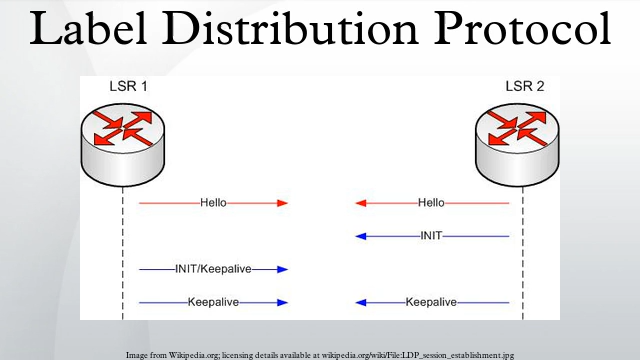 Label Distribution Protocol
LSR 1
LSR 2
Hello
Hello
INIT
INIT/Keepalive
Keepalive
Keepalive
Image from Wikipedia.org; licensing details available at wikipedia.org/wiki/File:LDP_session_establishment.jpg